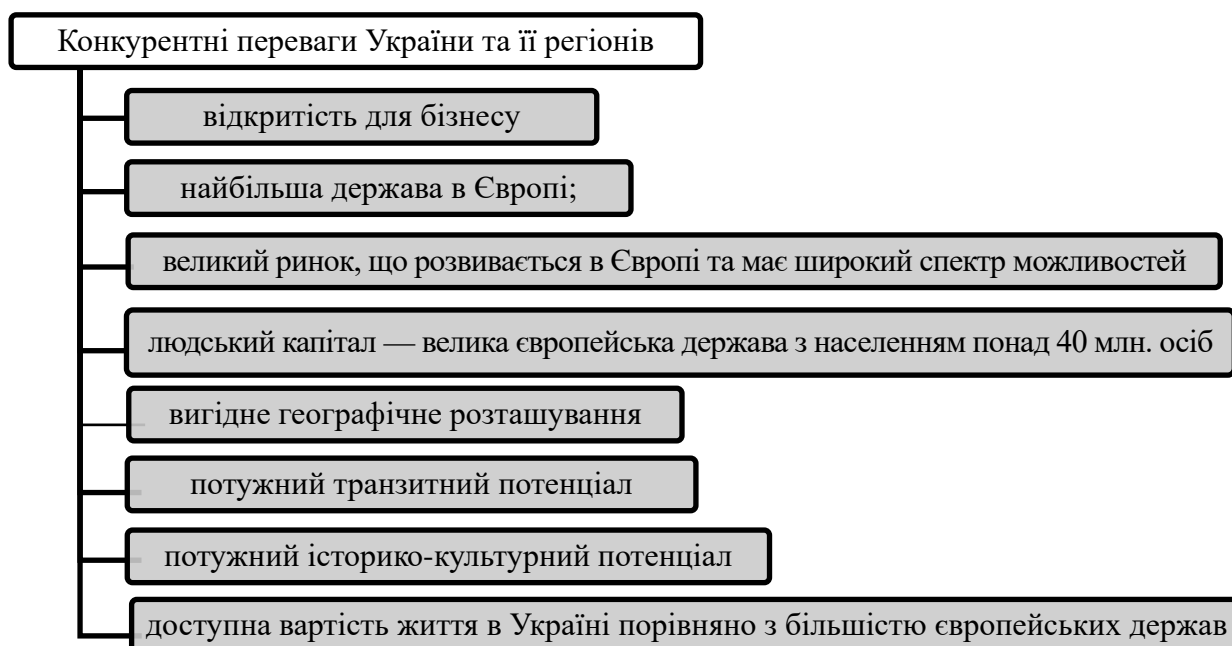 Конкурентні переваги України та її регіонів
відкритість для бізнесу
найбільша держава в Європі;
великий ринок, що розвивається в Європі та має широкий спектр можливостей
людський капітал — велика європейська держава з населенням понад 40 млн. осіб
вигідне географічне розташування
потужний транзитний потенціал
потужний історико-культурний потенціал
доступна вартість життя в Україні порівняно з більшістю європейських держав